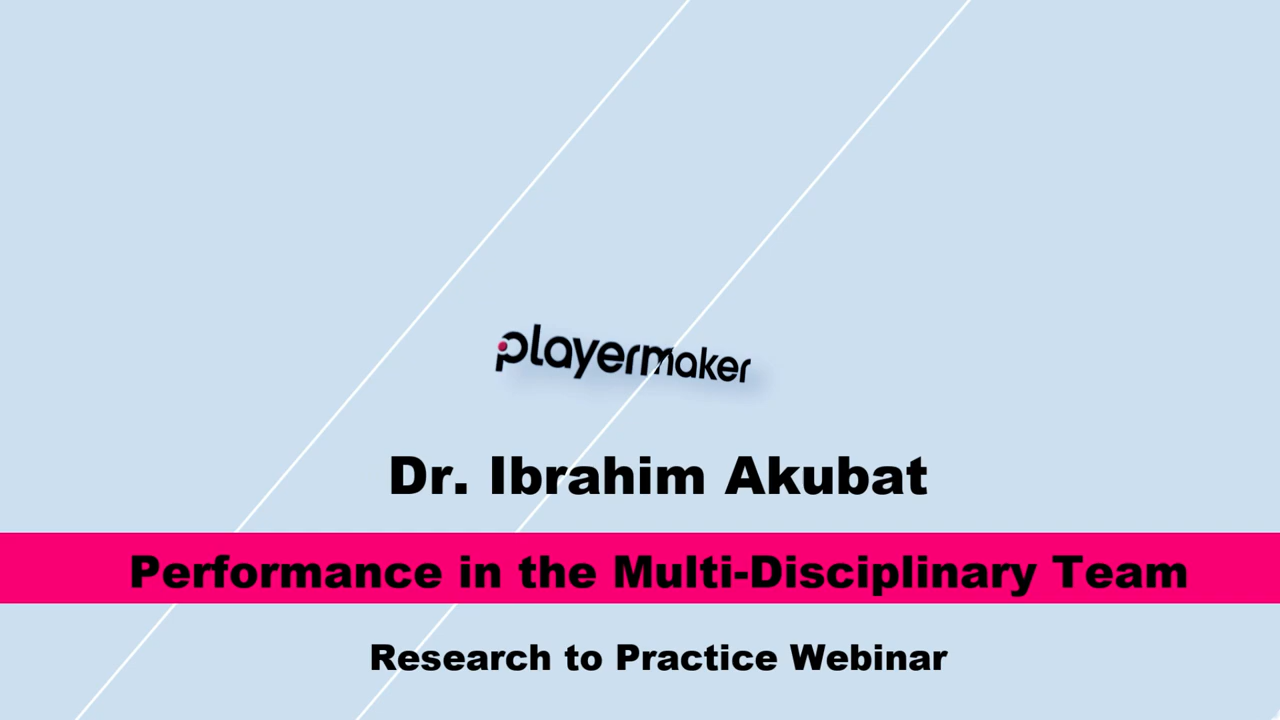 playermaker
Dr. Ibrahim Akubat
Performance in the Multi-Disciplinary Team
Research to Practice Webinar